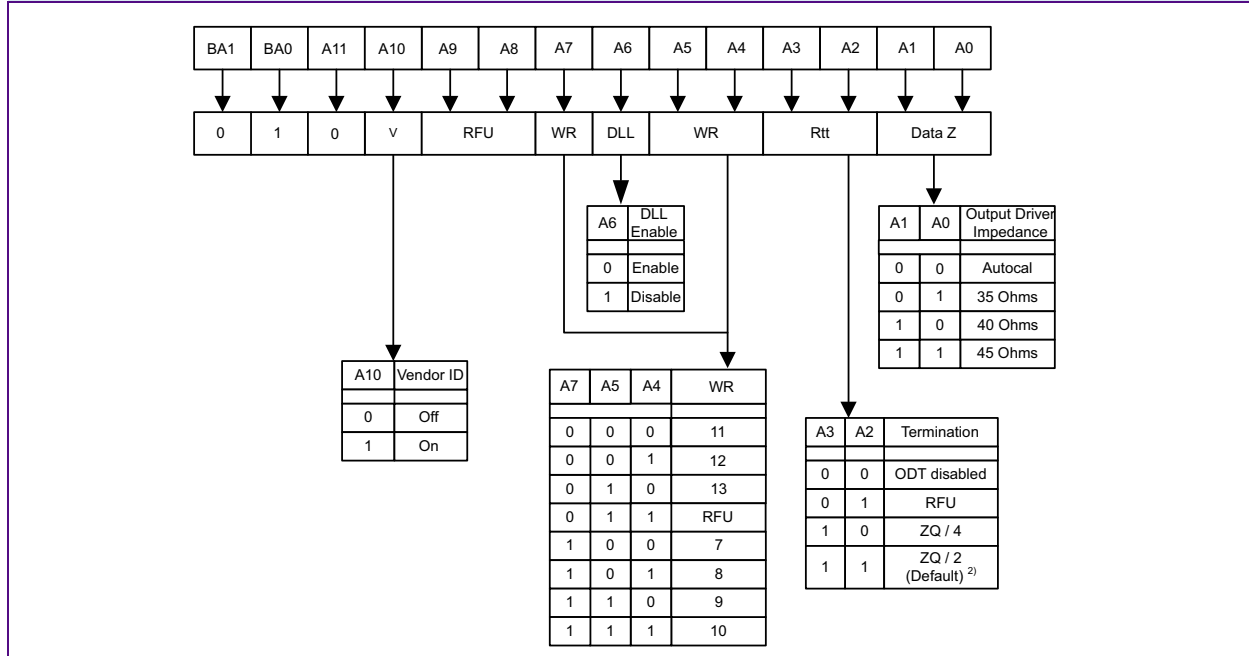 BA1 BA0 A11 A10 A9 A8 A7 A6 A5 A4 A3 A2 A1 A0
0 1 0 V RFU WR DLL WR Rtt Data Z
A6 DLL Enable
0 Enable
1 Disable
A1 A0 Output Driver Impedance
0 0 Autocal
0 1 35 Ohms
1 0 40 Ohms
1 1 45 Ohms
A10 Vendor ID
0 Off
1 On
A7 A5 A4 WR
0 0 0 11
0 0 1 12
0 1 0 13
0 1 1 RFU
1 0 0 7
1 0 1 8
1 1 0 9
1 1 1 10
A3 A2 Termination
0 0 ODT disabled
0 1 RFU
1 0 ZQ / 4
1 1 ZQ / 2
(Default) 2)